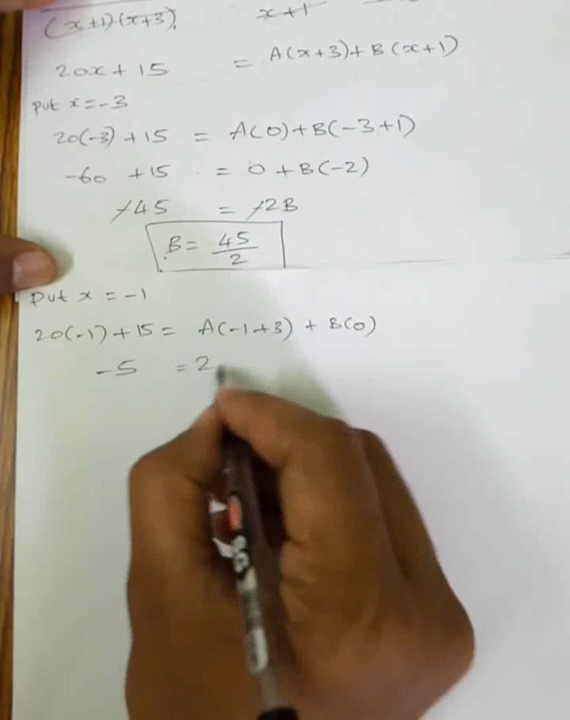 (x+1)(x+3) x+1
20x + 15 = A(x+3)+B(x+1)
Put x=-3
20(-3)+15 = A(0)+B(-3+1)
-60 +15 = 0+B(-2)
-45 = -2B
B= 45/2
Put x = -1
20(-1)+15 = A(-1+3) + B(0)
-5 = 2